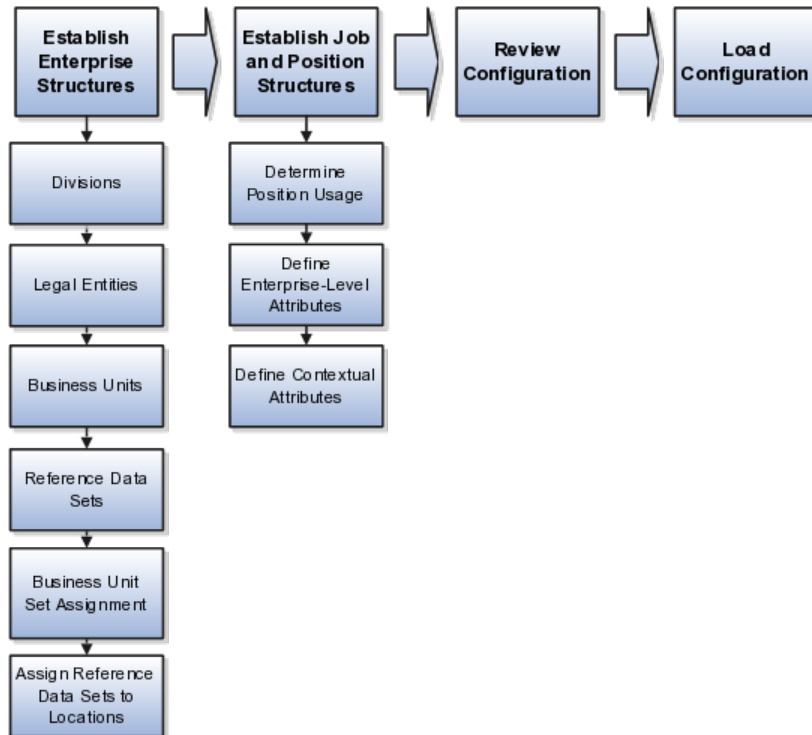 Establish
Enterprise
Structures
Establish Job
and Position
Structures
Review
Configuration
Load
Configuration
Divisions
Legal Entities
Business Units
Reference Data
Sets
Business Unit
Set Assignment
Assign Reference
Data Sets to
Locations
Determine
Position Usage
Define
Enterprise-Level
Attributes
Define Contextual
Attributes